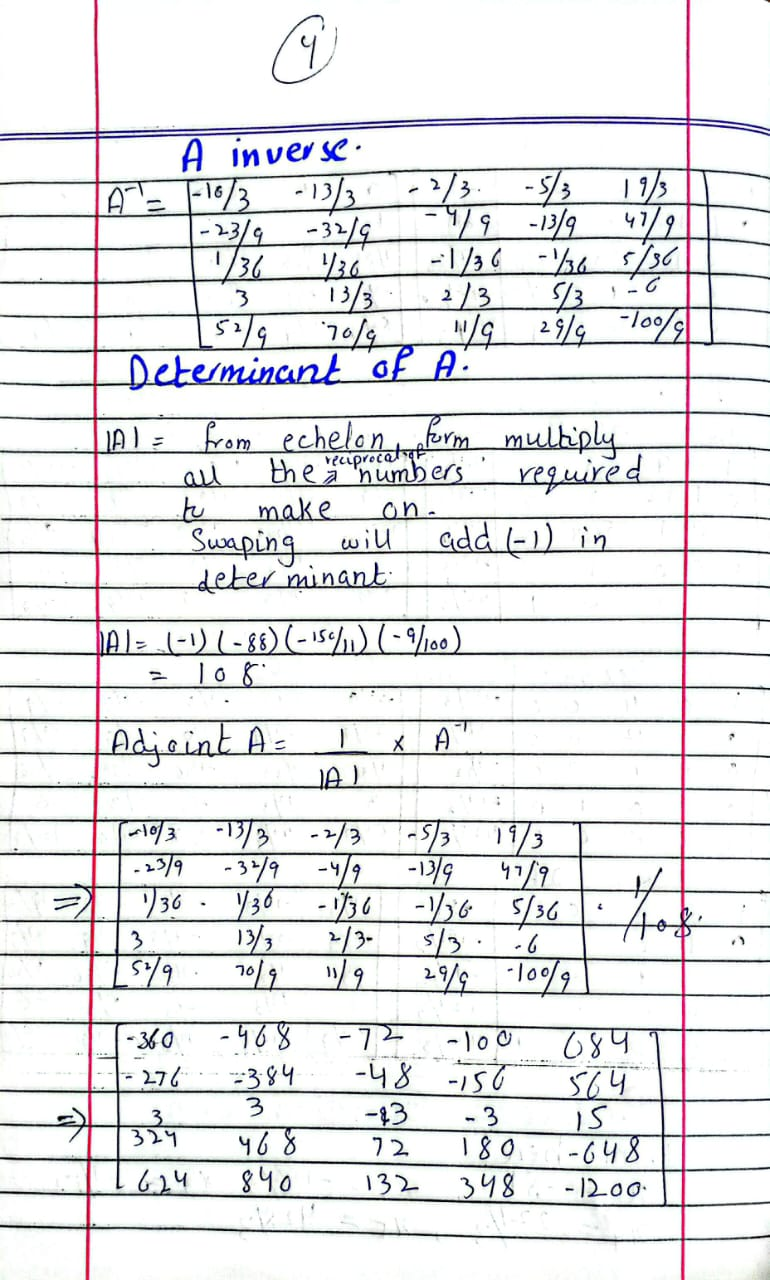 4
A inverse.
A⁻¹ = [ -10/3 -13/3 -2/3. -5/3 19/3
-23/9 -32/9 -4/9 -13/9 47/9
1/36 1/36 -1/36 -1/36 5/36
3 13/3 2/3 5/3 -6
52/9 70/9 11/9 29/9 -100/9 ]
Determinant of A.
|A| = from echelon form multiply
all the reciprocal of numbers required
to make on.
Swaping will add (-1) in
determinant.
|A| = (-1) (-88) (-150/11) (-9/100)
= 108.
Adjoint A = 1/|A| x A⁻¹
[ -10/3 -13/3 -2/3 -5/3 19/3
-23/9 -32/9 -4/9 -13/9 47/9
=> 1/36 1/36 -1/36 -1/36 5/36 . 1/108.
3 13/3 2/3 5/3 . -6
52/9 70/9 11/9 29/9 -100/9 ]
[ -360 -468 -72 -100 684
-276 -384 -48 -156 564
=> 3 3 -3 -3 15
324 468 72 180 -648
624 840 132 348 -1200. ]